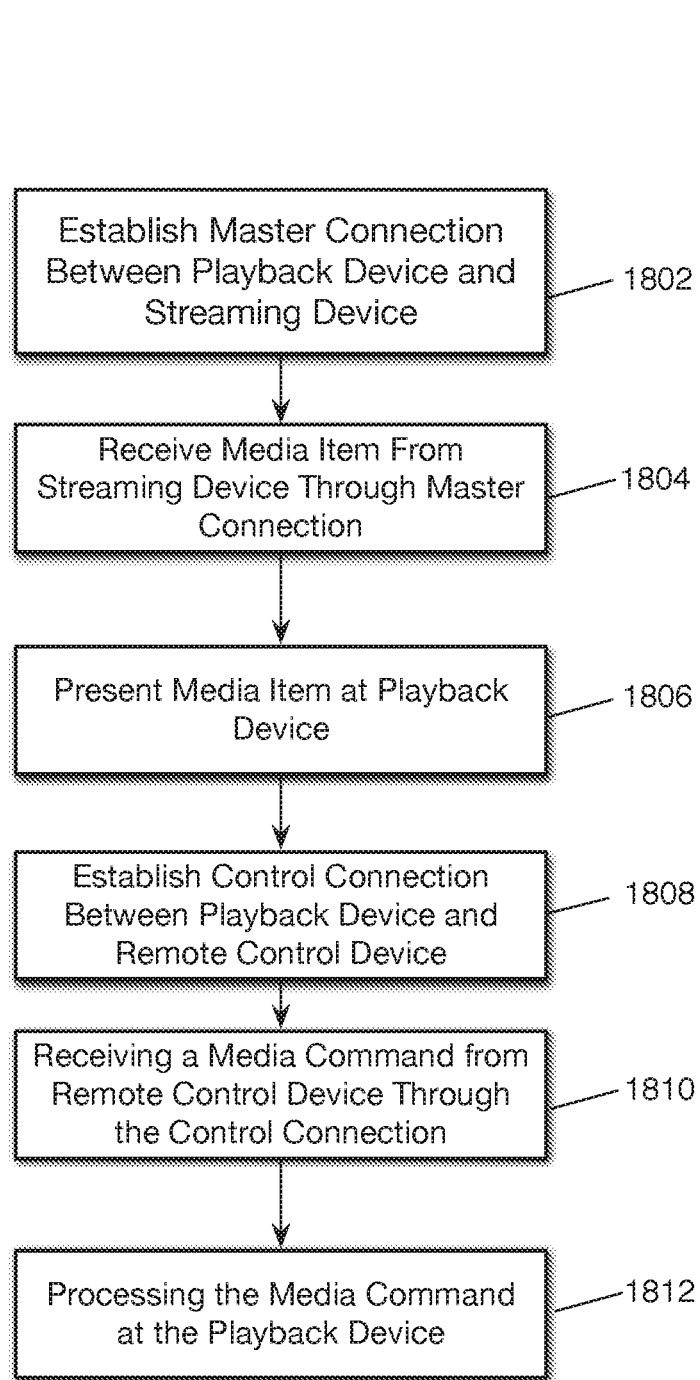 Establish Master Connection
Between Playback Device and
Streaming Device
1802
Receive Media Item From
Streaming Device Through Master
Connection
1804
Present Media Item at Playback
Device
1806
Establish Control Connection
Between Playback Device and
Remote Control Device
1808
Receiving a Media Command from
Remote Control Device Through
the Control Connection
1810
Processing the Media Command
at the Playback Device
1812